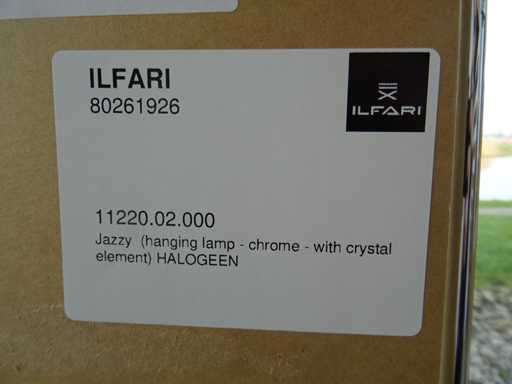 ILFARI
80261926
ILFARI
11220.02.000
Jazzy (hanging lamp - chrome - with crystal
element) HALOGEEN